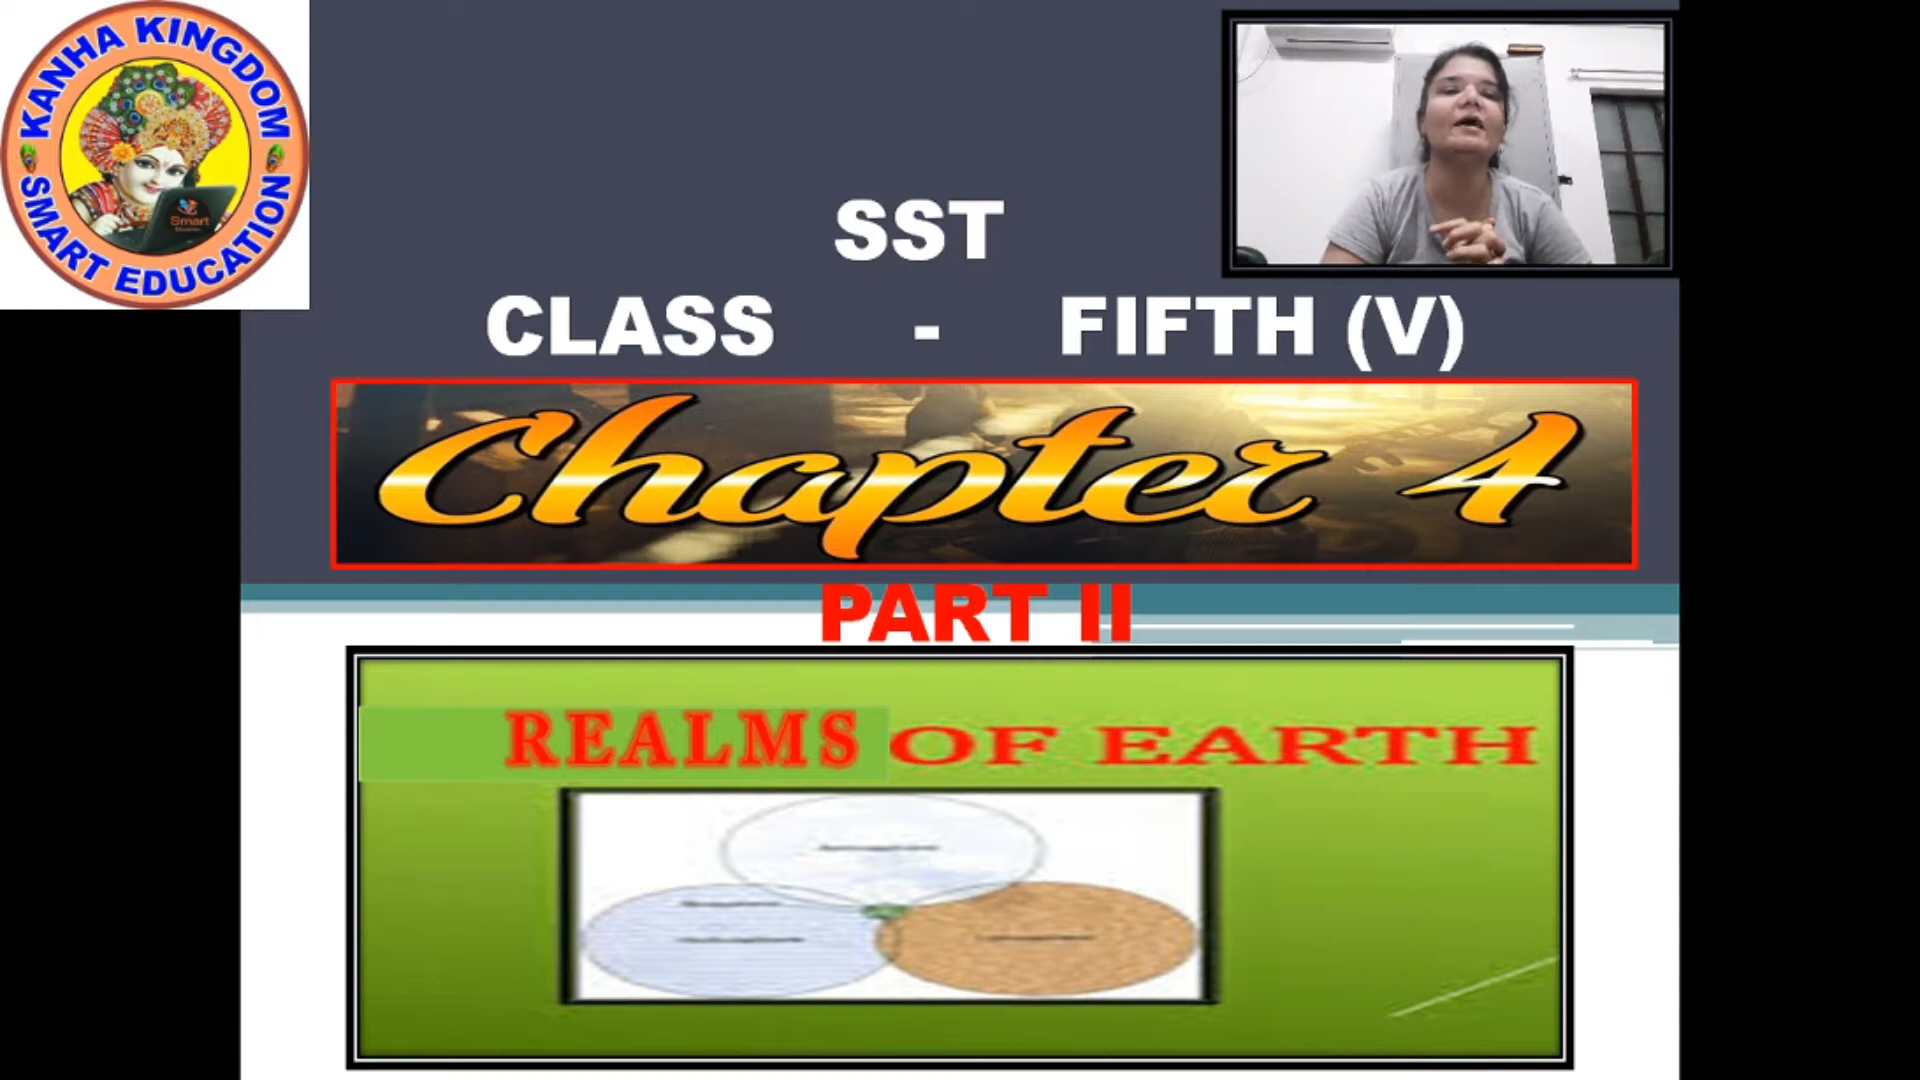 KANHA KINGDOM
SMART EDUCATION
Smart
SST
CLASS - FIFTH (V)
Chapter 4
PART II
REALMS OF EARTH